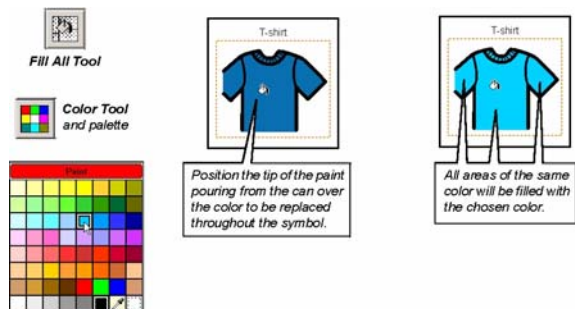 Fill All Tool
Color Tool
and palette
T-shirt
Position the tip of the paint
pouring from the can over
the color to be replaced
throughout the symbol.
T-shirt
All areas of the same
color will be filled with
the chosen color.